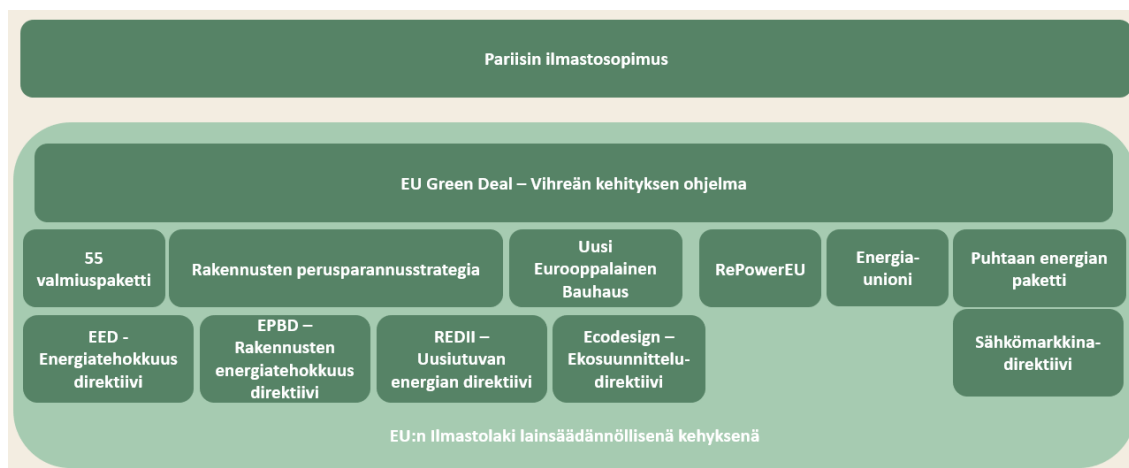 Pariisin ilmastosopimus
EU Green Deal – Vihreän kehityksen ohjelma
55
valmiuspaketti
Rakennusten perusparannusstrategia
Uusi
Eurooppalainen
Bauhaus
RePowerEU
Energia-
unioni
Puhtaan energian
paketti
EED -
Energiatehokkuus
direktiivi
EPBD –
Rakennusten
energiatehokkuus
direktiivi
REDII –
Uusiutuvan
energian direktiivi
Ecodesign –
Ekosuunnittelu-
direktiivi
Sähkömarkkina-
direktiivi
EU:n Ilmastolaki lainsäädännöllisenä kehyksenä